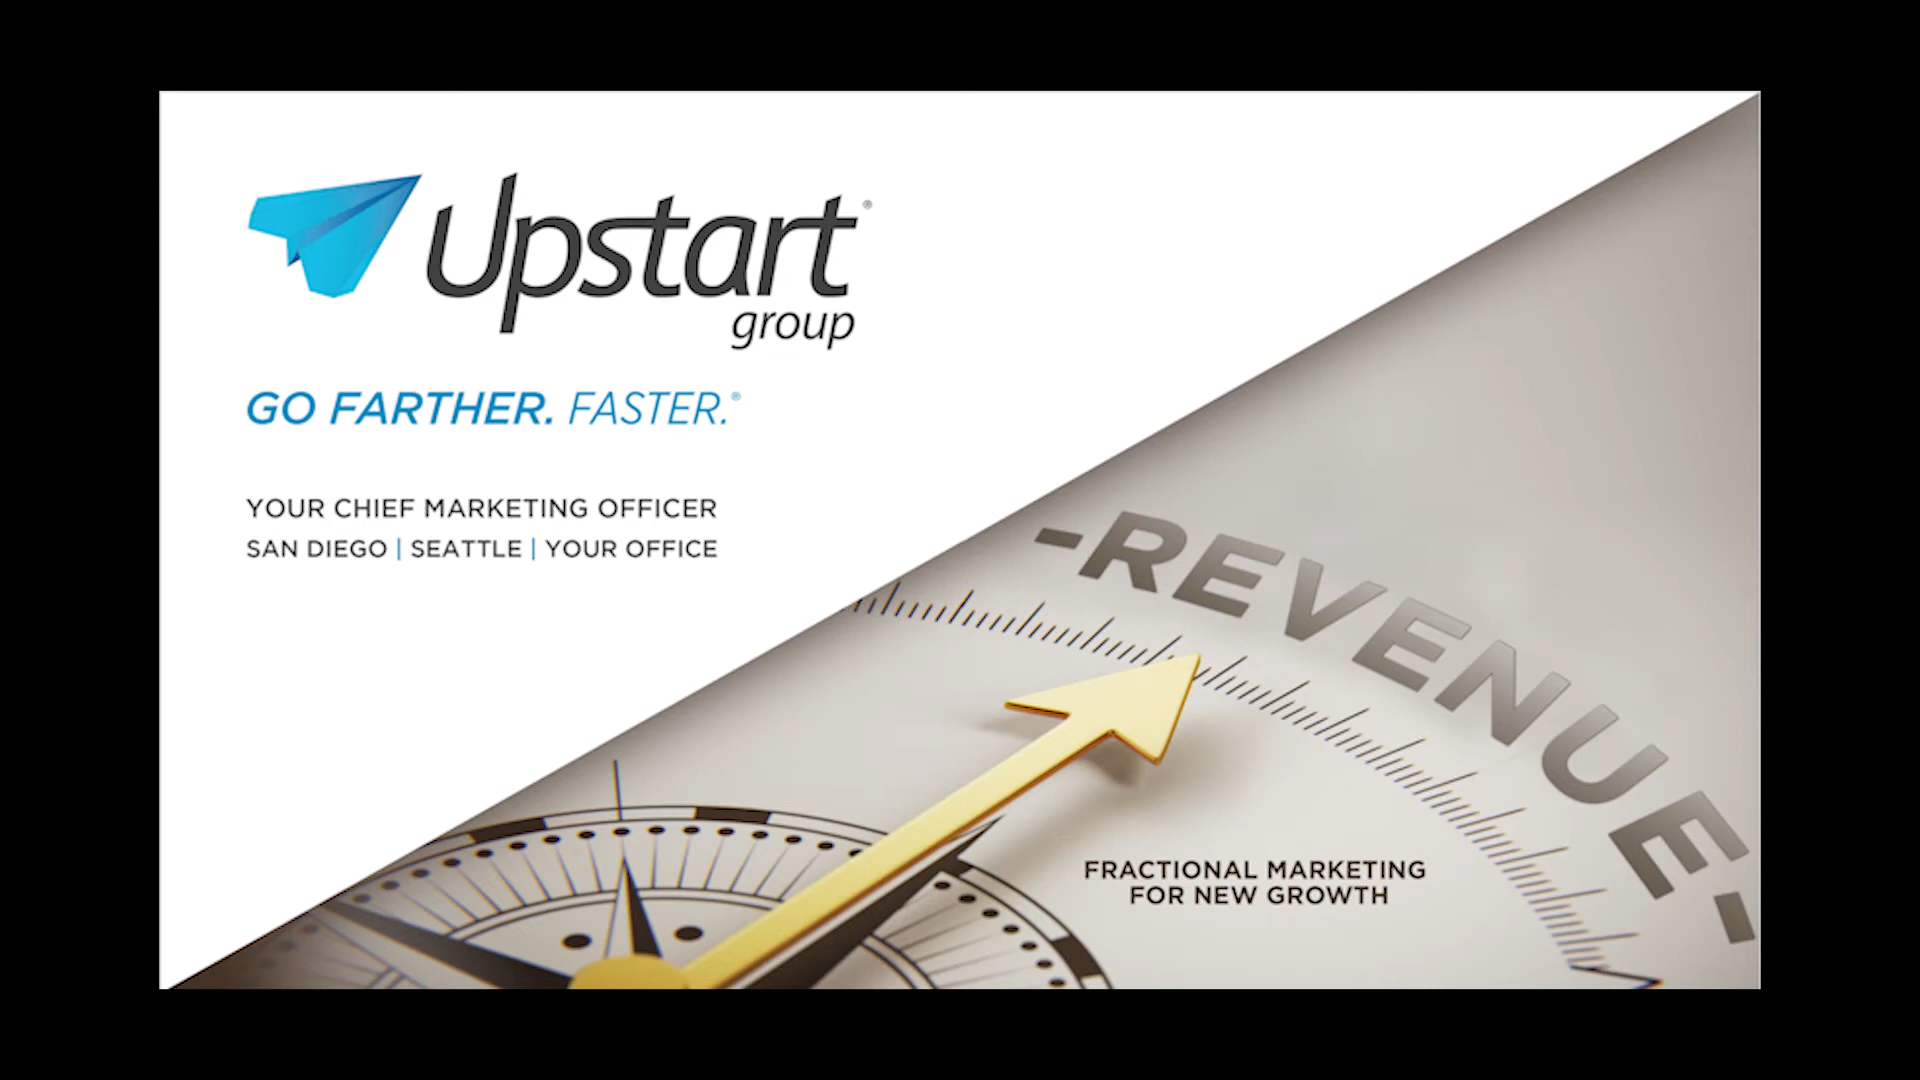 Upstart®
group
GO FARTHER. FASTER.®
YOUR CHIEF MARKETING OFFICER
SAN DIEGO | SEATTLE | YOUR OFFICE
-REVENUE-
FRACTIONAL MARKETING
FOR NEW GROWTH